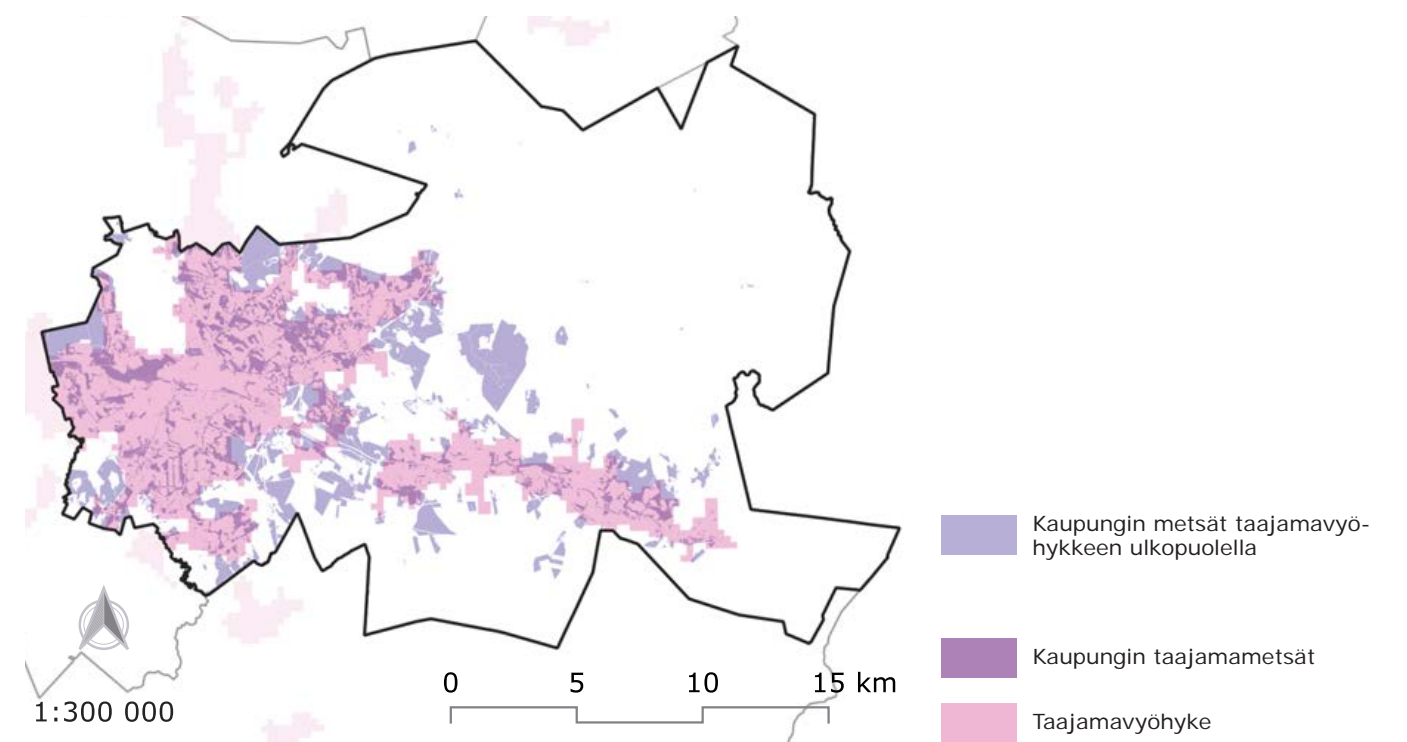 Kaupungin metsät taajamavyö-
hykkeen ulkopuolella
Kaupungin taajamametsät
0 5 10 15 km
1:300 000
Taajamavyöhyke